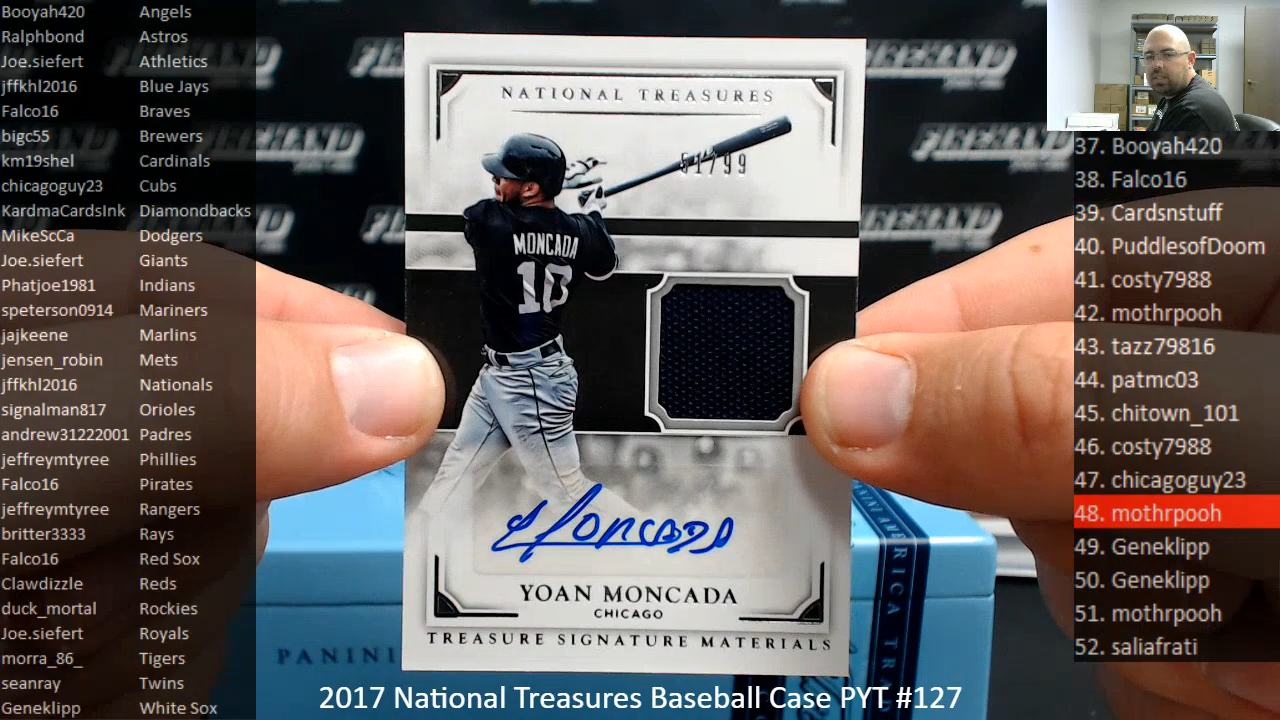 Booyah420 Angels
Ralphbond Astros
Joe.siefert Athletics
jffkhl2016 Blue Jays
Falco16 Braves
bigc55 Brewers
km19shel Cardinals
chicagoguy23 Cubs
KardmaCardsInk Diamondbacks
MikeScCa Dodgers
Joe.siefert Giants
Phatjoe1981 Indians
speterson0914 Mariners
jajkeene Marlins
jensen_robin Mets
jffkhl2016 Nationals
signalman817 Orioles
andrew31222001 Padres
jeffreymtyree Phillies
Falco16 Pirates
jeffreymtyree Rangers
britter3333 Rays
Falco16 Red Sox
Clawdizzle Reds
duck_mortal Rockies
Joe.siefert Royals
morra_86_ Tigers
seanray Twins
Geneklipp White Sox
FIREHAND
FIREHAND
FIREHAND
NATIONAL TREASURES
51/99
MONCADA
10
Y Moncada
YOAN MONCADA
CHICAGO
TREASURE SIGNATURE MATERIALS
PANINI
2017 National Treasures Baseball Case PYT #127
37. Booyah420
38. Falco16
39. Cardsnstuff
40. PuddlesofDoom
41. costy7988
42. mothrpooh
43. tazz79816
44. patmc03
45. chitown_101
46. costy7988
47. chicagoguy23
48. mothrpooh
49. Geneklipp
50. Geneklipp
51. mothrpooh
52. saliafrati